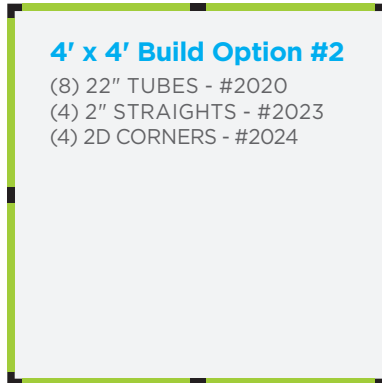 4' x 4' Build Option #2
(8) 22" TUBES - #2020
(4) 2" STRAIGHTS - #2023
(4) 2D CORNERS - #2024